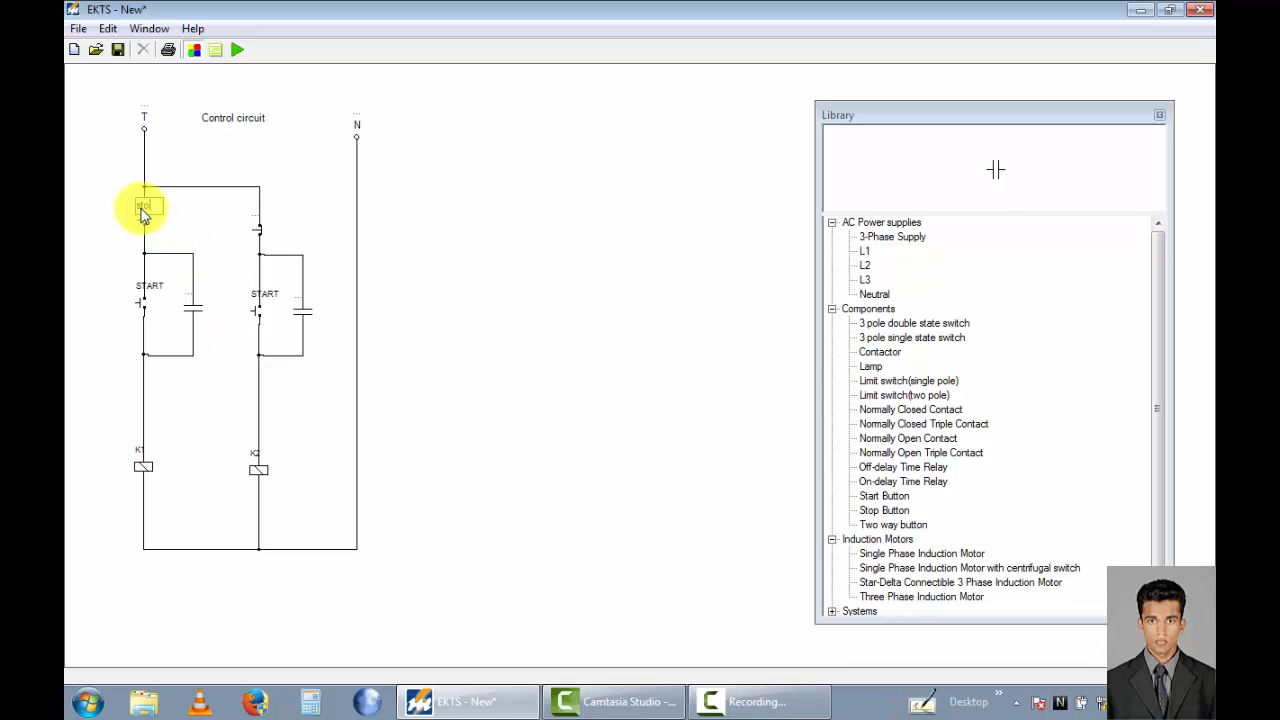 EKTS - New*
File Edit Window Help
T
Control circuit
N
sto
START
START
K1
K2
Library
AC Power supplies
3-Phase Supply
L1
L2
L3
Neutral
Components
3 pole double state switch
3 pole single state switch
Contactor
Lamp
Limit switch(single pole)
Limit switch(two pole)
Normally Closed Contact
Normally Closed Triple Contact
Normally Open Contact
Normally Open Triple Contact
Off-delay Time Relay
On-delay Time Relay
Start Button
Stop Button
Two way button
Induction Motors
Single Phase Induction Motor
Single Phase Induction Motor with centrifugal switch
Star-Delta Connectible 3 Phase Induction Motor
Three Phase Induction Motor
Systems
EKTS - New*
Camtasia Studio -...
Recording...
Desktop